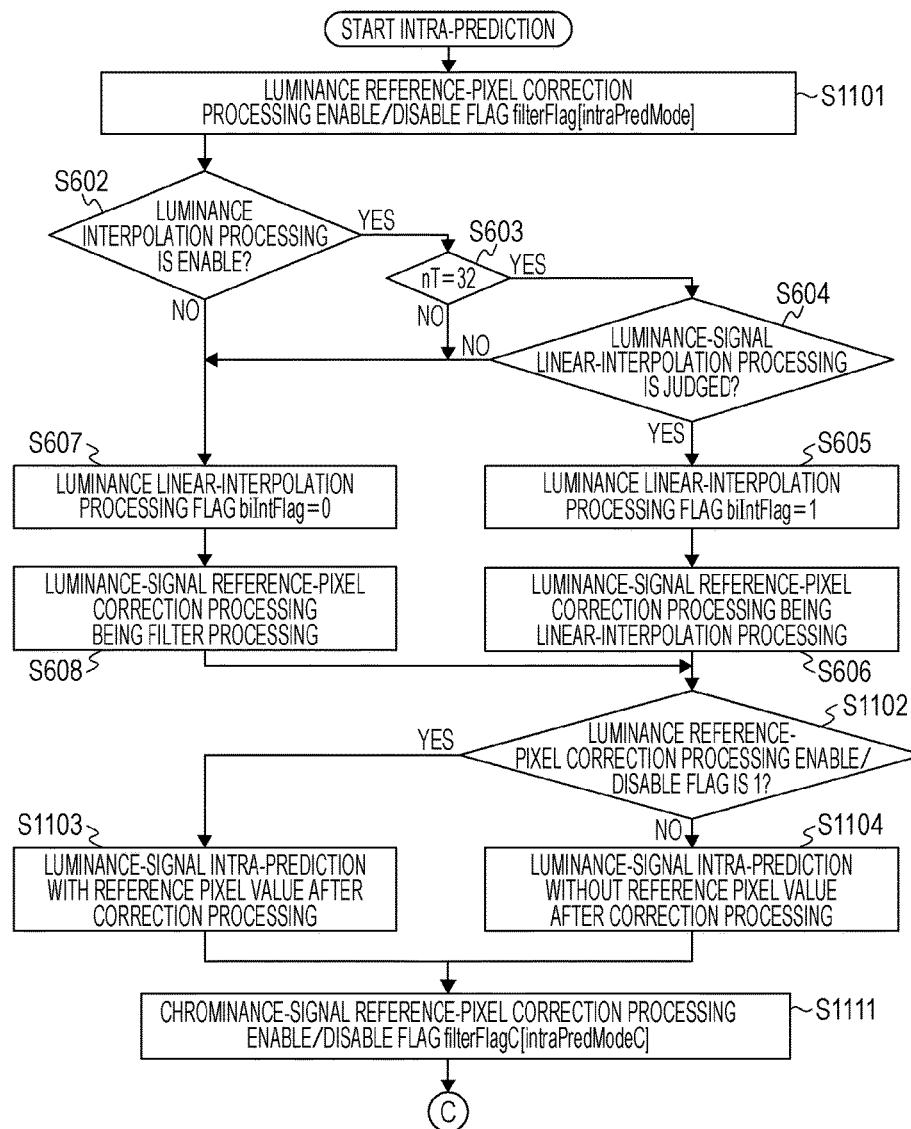 START INTRA-PREDICTION
LUMINANCE REFERENCE-PIXEL CORRECTION
PROCESSING ENABLE/DISABLE FLAG filterFlag[intraPredMode]
S1101
S602
LUMINANCE
INTERPOLATION PROCESSING
IS ENABLE?
YES
NO
S603
nT=32
YES
NO
S604
LUMINANCE-SIGNAL
LINEAR-INTERPOLATION PROCESSING
IS JUDGED?
NO
YES
S607
LUMINANCE LINEAR-INTERPOLATION
PROCESSING FLAG biIntFlag=0
S605
LUMINANCE LINEAR-INTERPOLATION
PROCESSING FLAG biIntFlag=1
LUMINANCE-SIGNAL REFERENCE-PIXEL
CORRECTION PROCESSING
BEING FILTER PROCESSING
S608
LUMINANCE-SIGNAL REFERENCE-PIXEL
CORRECTION PROCESSING BEING
LINEAR-INTERPOLATION PROCESSING
S606
S1102
LUMINANCE REFERENCE-
PIXEL CORRECTION PROCESSING ENABLE/
DISABLE FLAG IS 1?
YES
NO
S1103
LUMINANCE-SIGNAL INTRA-PREDICTION
WITH REFERENCE PIXEL VALUE AFTER
CORRECTION PROCESSING
S1104
LUMINANCE-SIGNAL INTRA-PREDICTION
WITHOUT REFERENCE PIXEL VALUE
AFTER CORRECTION PROCESSING
CHROMINANCE-SIGNAL REFERENCE-PIXEL CORRECTION PROCESSING
ENABLE/DISABLE FLAG filterFlagC[intraPredModeC]
S1111
C